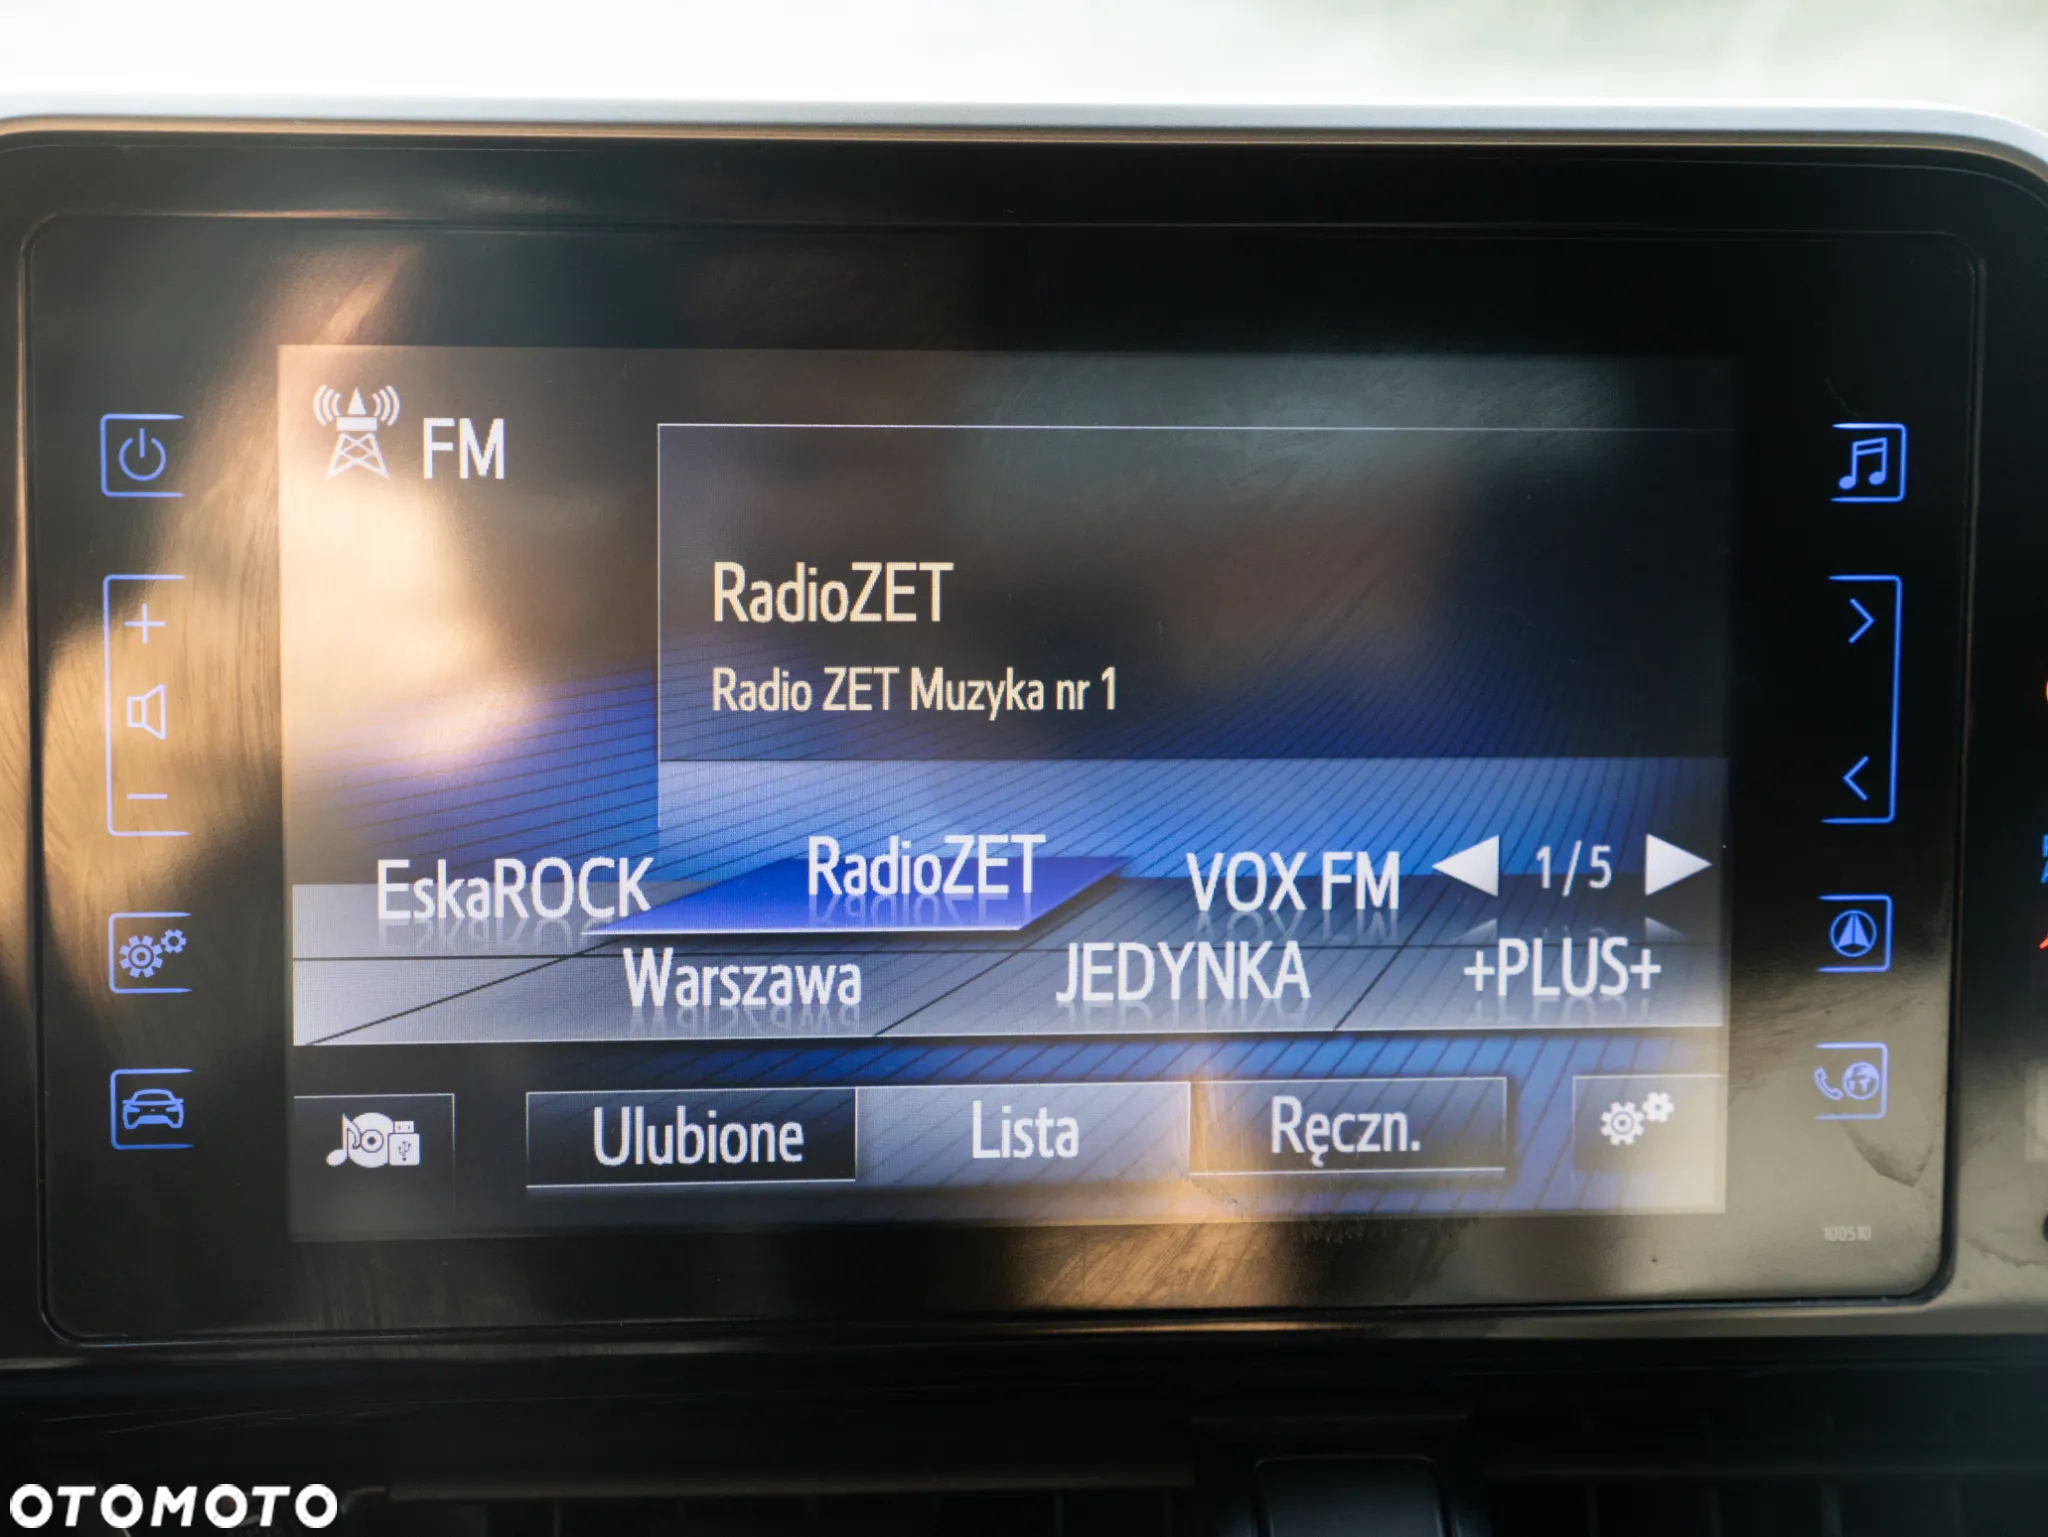 FM
RadioZET
Radio ZET Muzyka nr 1
EskaROCK RadioZET VOX FM 1/5
Warszawa JEDYNKA +PLUS+
Ulubione Lista Ręczn.
100510
OTOMOTO